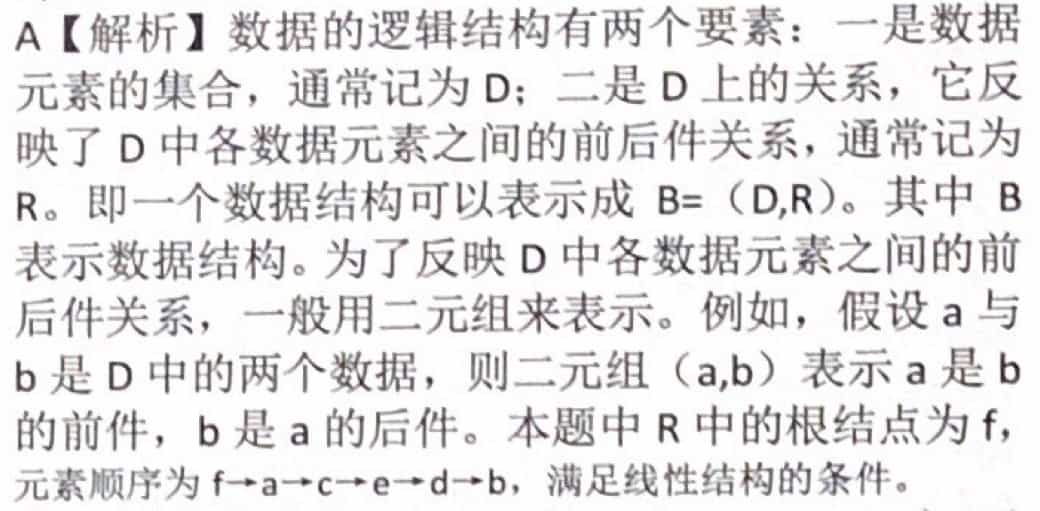 A【解析】数据的逻辑结构有两个要素：一是数据
元素的集合，通常记为 D；二是 D 上的关系，它反
映了 D 中各数据元素之间的前后件关系，通常记为
R。即一个数据结构可以表示成 B=（D,R）。其中 B
表示数据结构。为了反映 D 中各数据元素之间的前
后件关系，一般用二元组来表示。例如，假设 a 与
b 是 D 中的两个数据，则二元组（a,b）表示 a 是 b
的前件，b 是 a 的后件。本题中 R 中的根结点为 f，
元素顺序为 f→a→c→e→d→b，满足线性结构的条件。